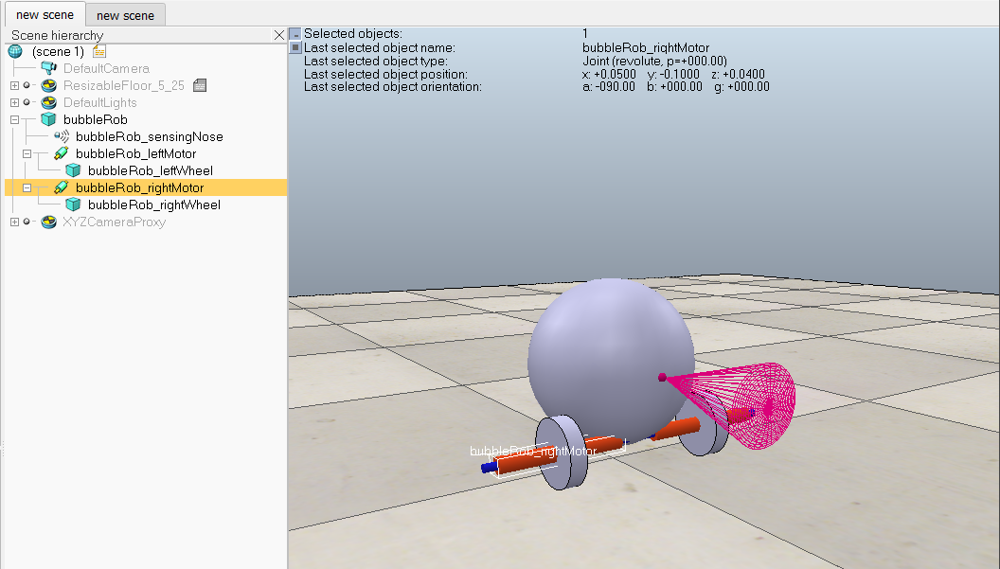 new scene
new scene
Scene hierarchy
(scene 1)
DefaultCamera
ResizableFloor_5_25
DefaultLights
bubbleRob
bubbleRob_sensingNose
bubbleRob_leftMotor
bubbleRob_leftWheel
bubbleRob_rightMotor
bubbleRob_rightWheel
XYZCameraProxy
Selected objects: 1
Last selected object name: bubbleRob_rightMotor
Last selected object type: Joint (revolute, p=+000.00)
Last selected object position: x: +0.0500 y: -0.1000 z: +0.0400
Last selected object orientation: a: -090.00 b: +000.00 g: +000.00
bubbleRob_rightMotor